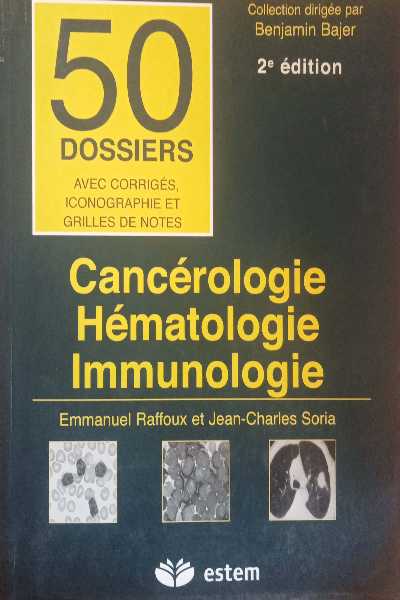 Collection dirigée par
Benjamin Bajer
2e édition
50
DOSSIERS
AVEC CORRIGÉS,
ICONOGRAPHIE ET
GRILLES DE NOTES
Cancérologie
Hématologie
Immunologie
Emmanuel Raffoux et Jean-Charles Soria
estem